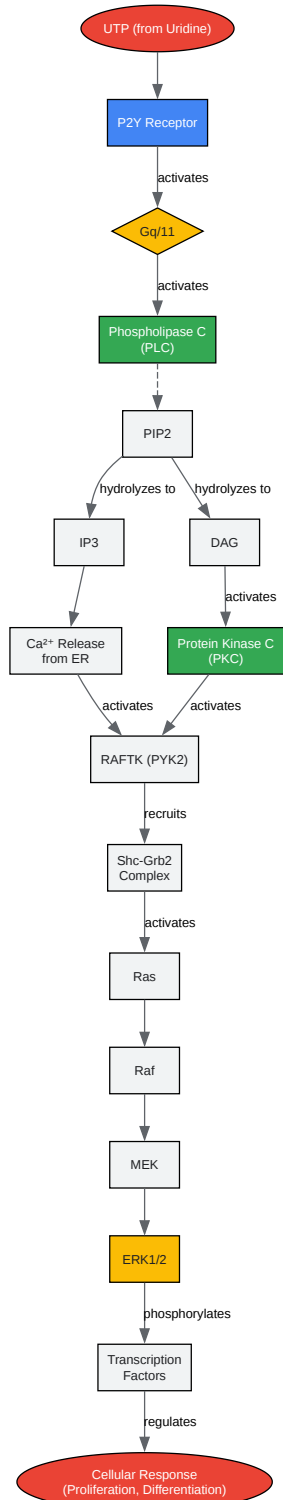 UTP (from Uridine)
P2Y Receptor
activates
Gq/11
activates
Phospholipase C
(PLC)
PIP2
hydrolyzes to
hydrolyzes to
IP3
DAG
activates
Ca²⁺ Release
from ER
Protein Kinase C
(PKC)
activates
activates
RAFTK (PYK2)
recruits
Shc-Grb2
Complex
activates
Ras
Raf
MEK
ERK1/2
phosphorylates
Transcription
Factors
regulates
Cellular Response
(Proliferation, Differentiation)